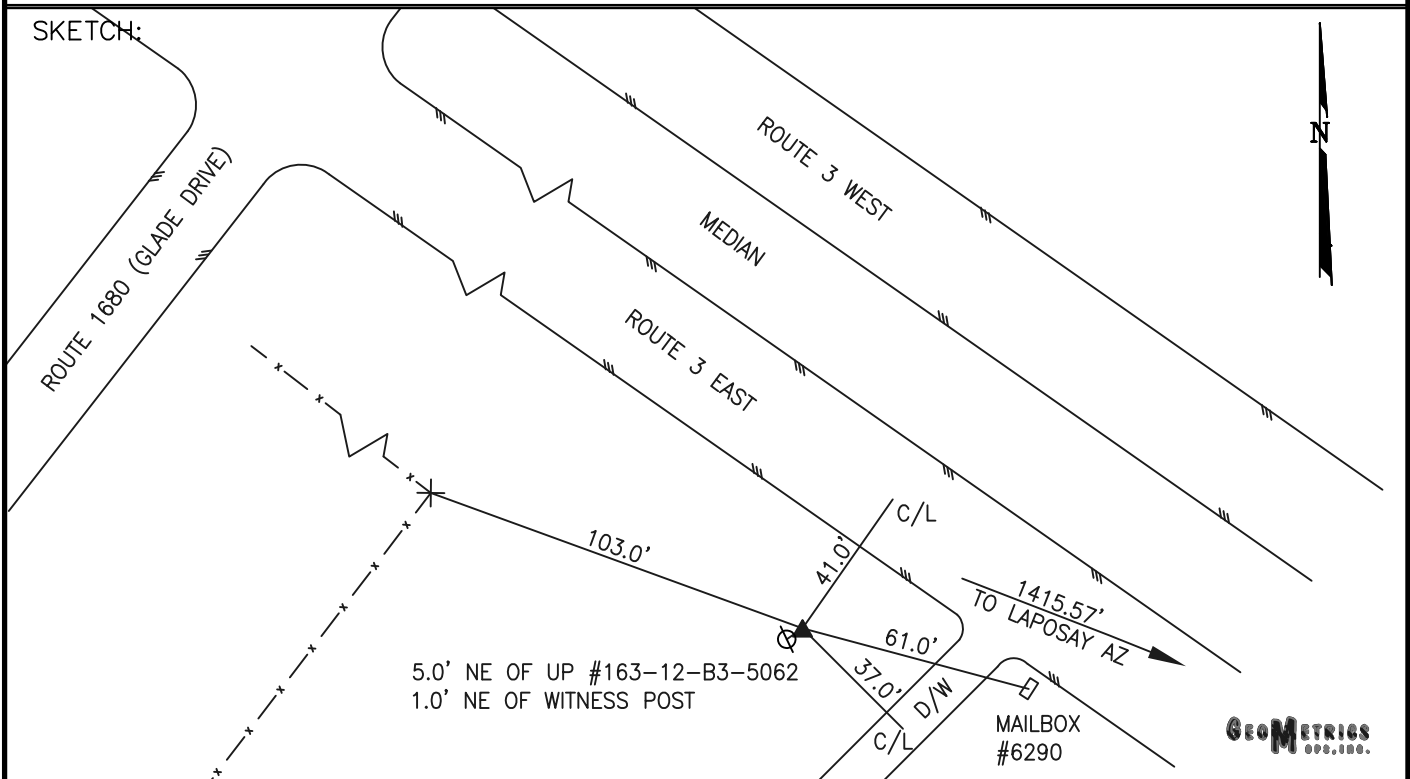 SKETCH:
N
ROUTE 3 WEST
MEDIAN
ROUTE 1680 (GLADE DRIVE)
ROUTE 3 EAST
C/L
103.0'
41.0'
1415.57'
TO LAPOSAY AZ
61.0'
5.0' NE OF UP #163-12-B3-5062
1.0' NE OF WITNESS POST
37.0'
D/W
C/L
MAILBOX
#6290
GEOMETRICS
GPS, INC.